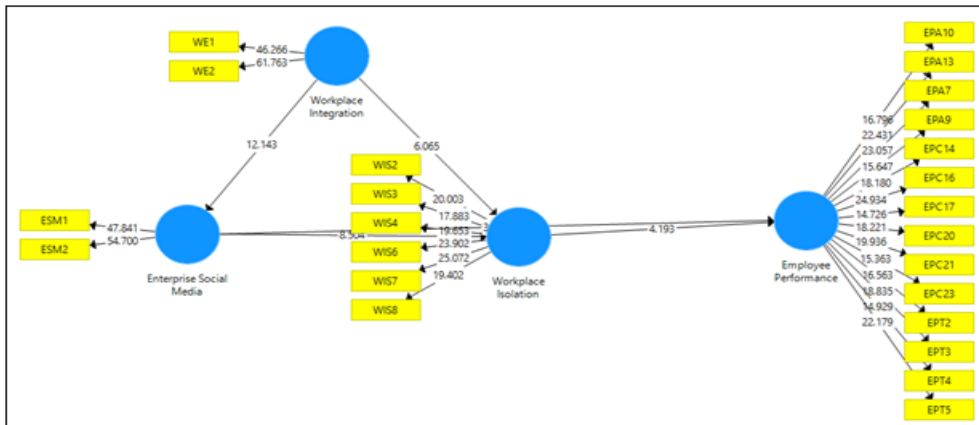 WE1
46.266
WE2
61.763
Workplace
Integration
12.143
6.065
ESM1
47.841
ESM2
54.700
Enterprise Social
Media
8.504
WIS2
WIS3
WIS4
WIS6
WIS7
WIS8
20.003
17.883
19.653
23.902
25.072
19.402
3
Workplace
Isolation
4.193
Employee
Performance
16.796
22.431
23.057
15.647
18.180
24.934
14.726
18.221
19.936
15.363
16.563
18.835
14.929
22.179
EPA10
EPA13
EPA7
EPA9
EPC14
EPC16
EPC17
EPC20
EPC21
EPC23
EPT2
EPT3
EPT4
EPT5